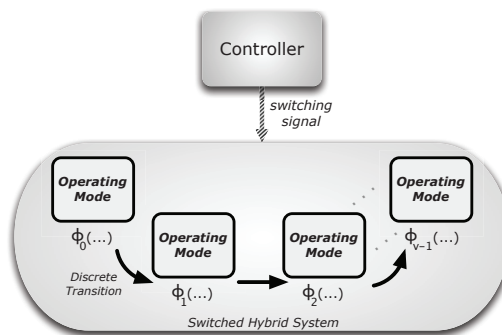 Controller
switching
signal
Operating
Mode
ϕ0(...)
Operating
Mode
ϕv-1(...)
Operating
Mode
ϕ1(...)
Operating
Mode
ϕ2(...)
Discrete
Transition
Switched Hybrid System